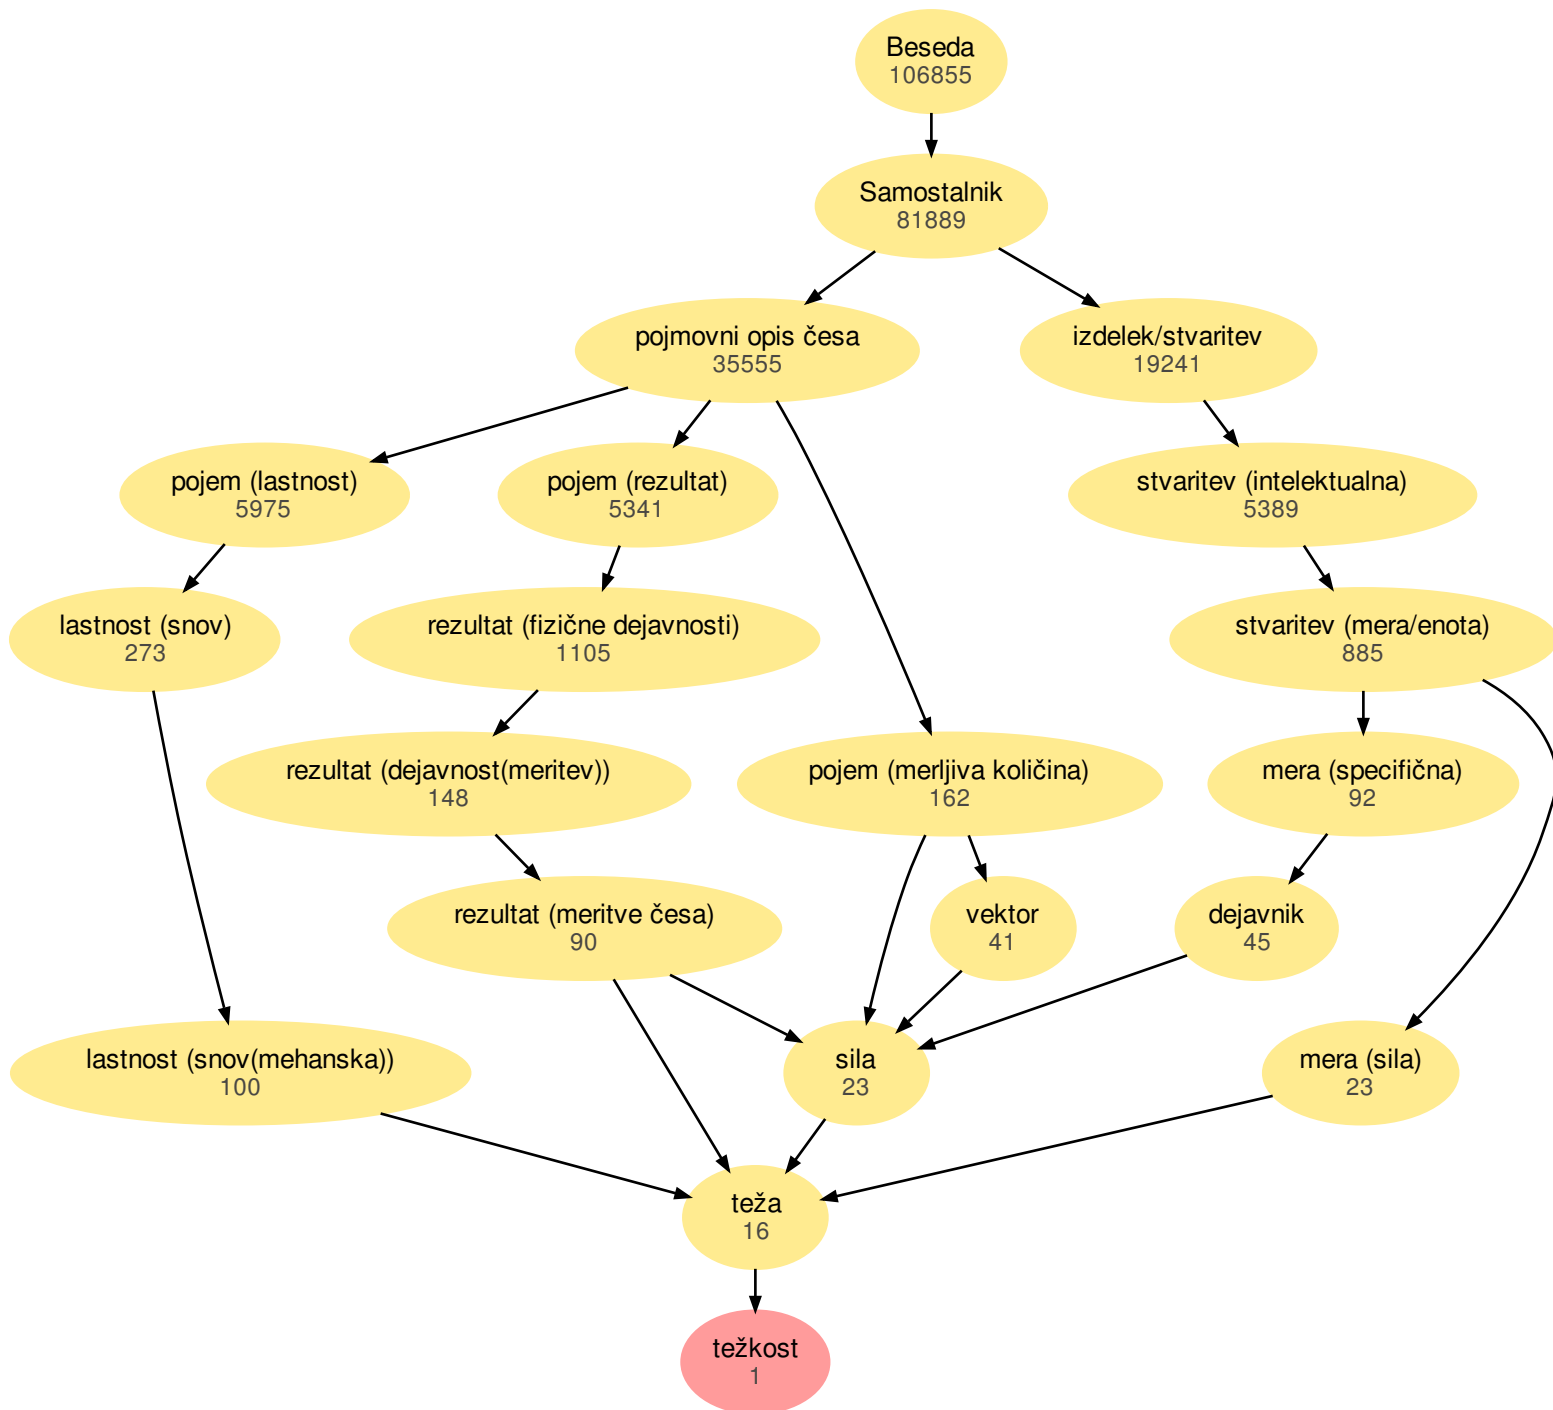 Beseda
106855
Samostalnik
81889
pojmovni opis česa
35555
izdelek/stvaritev
19241
pojem (lastnost)
5975
pojem (rezultat)
5341
stvaritev (intelektualna)
5389
lastnost (snov)
273
rezultat (fizične dejavnosti)
1105
stvaritev (mera/enota)
885
rezultat (dejavnost(meritev))
148
pojem (merljiva količina)
162
mera (specifična)
92
rezultat (meritve česa)
90
vektor
41
dejavnik
45
lastnost (snov(mehanska))
100
sila
23
mera (sila)
23
teža
16
težkost
1